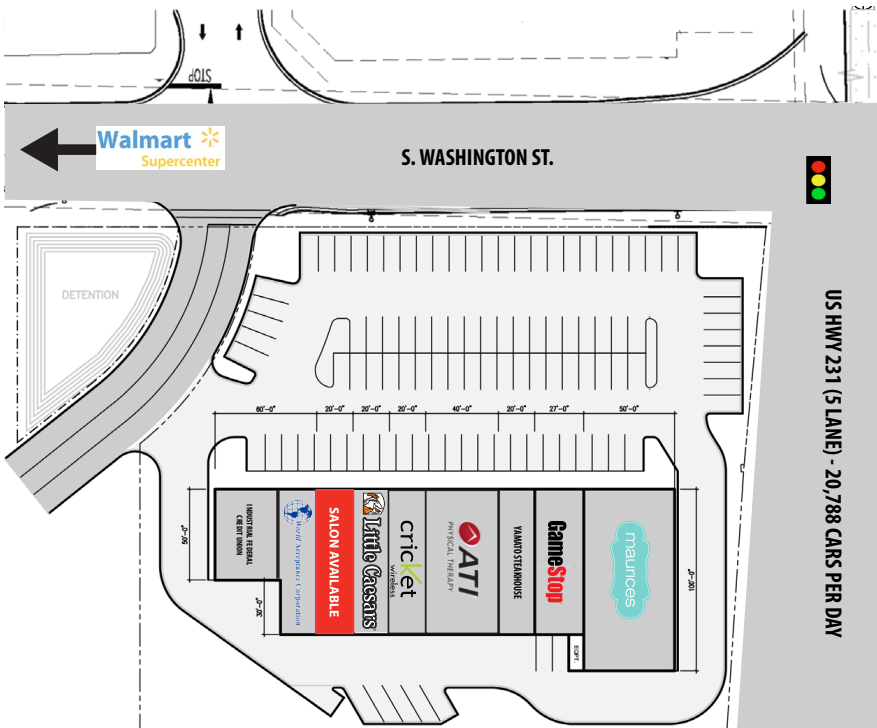 STOP
Walmart
Supercenter
S. WASHINGTON ST.
US HWY 231 (5 LANE) - 20,788 CARS PER DAY
DETENTION
60'-0"
20'-0"
20'-0"
20'-0"
40'-0"
20'-0"
27'-0"
50'-0"
50'-0"
30'-0"
100'-0"
INDUSTRIAL FEDERAL
CREDIT UNION
World Acceptance Corporation
SALON AVAILABLE
Little Caesars
cricket
wireless
ATI
PHYSICAL THERAPY
YAMATO STEAKHOUSE
GameStop
maurices
EQPT.